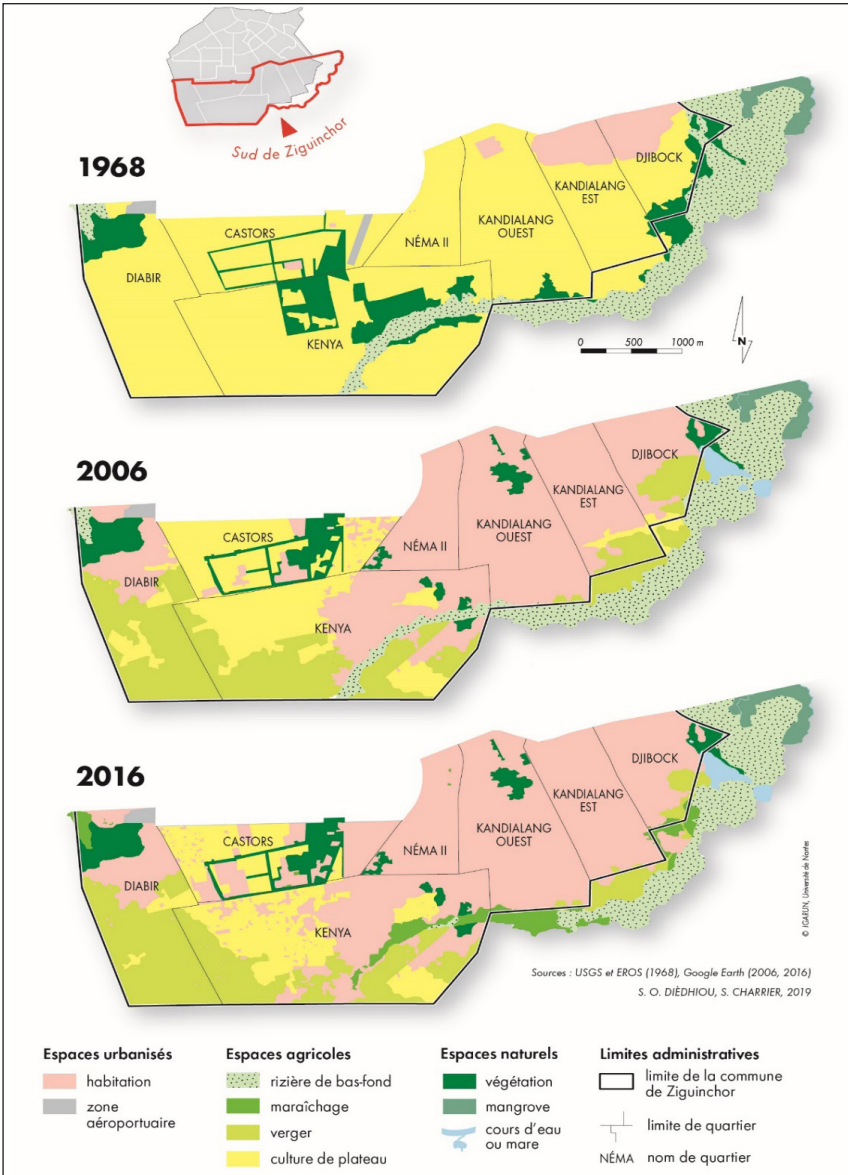 Sud de Ziguinchor
1968
DJIBOCK
KANDIALANG
EST
KANDIALANG
OUEST
NÉMA II
CASTORS
DIABIR
KENYA
0 500 1000 m
N
2006
DJIBOCK
KANDIALANG
EST
KANDIALANG
OUEST
NÉMA II
CASTORS
DIABIR
KENYA
2016
DJIBOCK
KANDIALANG
EST
KANDIALANG
OUEST
NÉMA II
CASTORS
DIABIR
KENYA
© IGARUN, Université de Nantes
Sources : USGS et EROS (1968), Google Earth (2006, 2016)
S. O. DIÈDHIOU, S. CHARRIER, 2019
Espaces urbanisés
habitation
zone
aéroportuaire
Espaces agricoles
rizière de bas-fond
maraîchage
verger
culture de plateau
Espaces naturels
végétation
mangrove
cours d'eau
ou mare
Limites administratives
limite de la commune
de Ziguinchor
limite de quartier
NÉMA nom de quartier